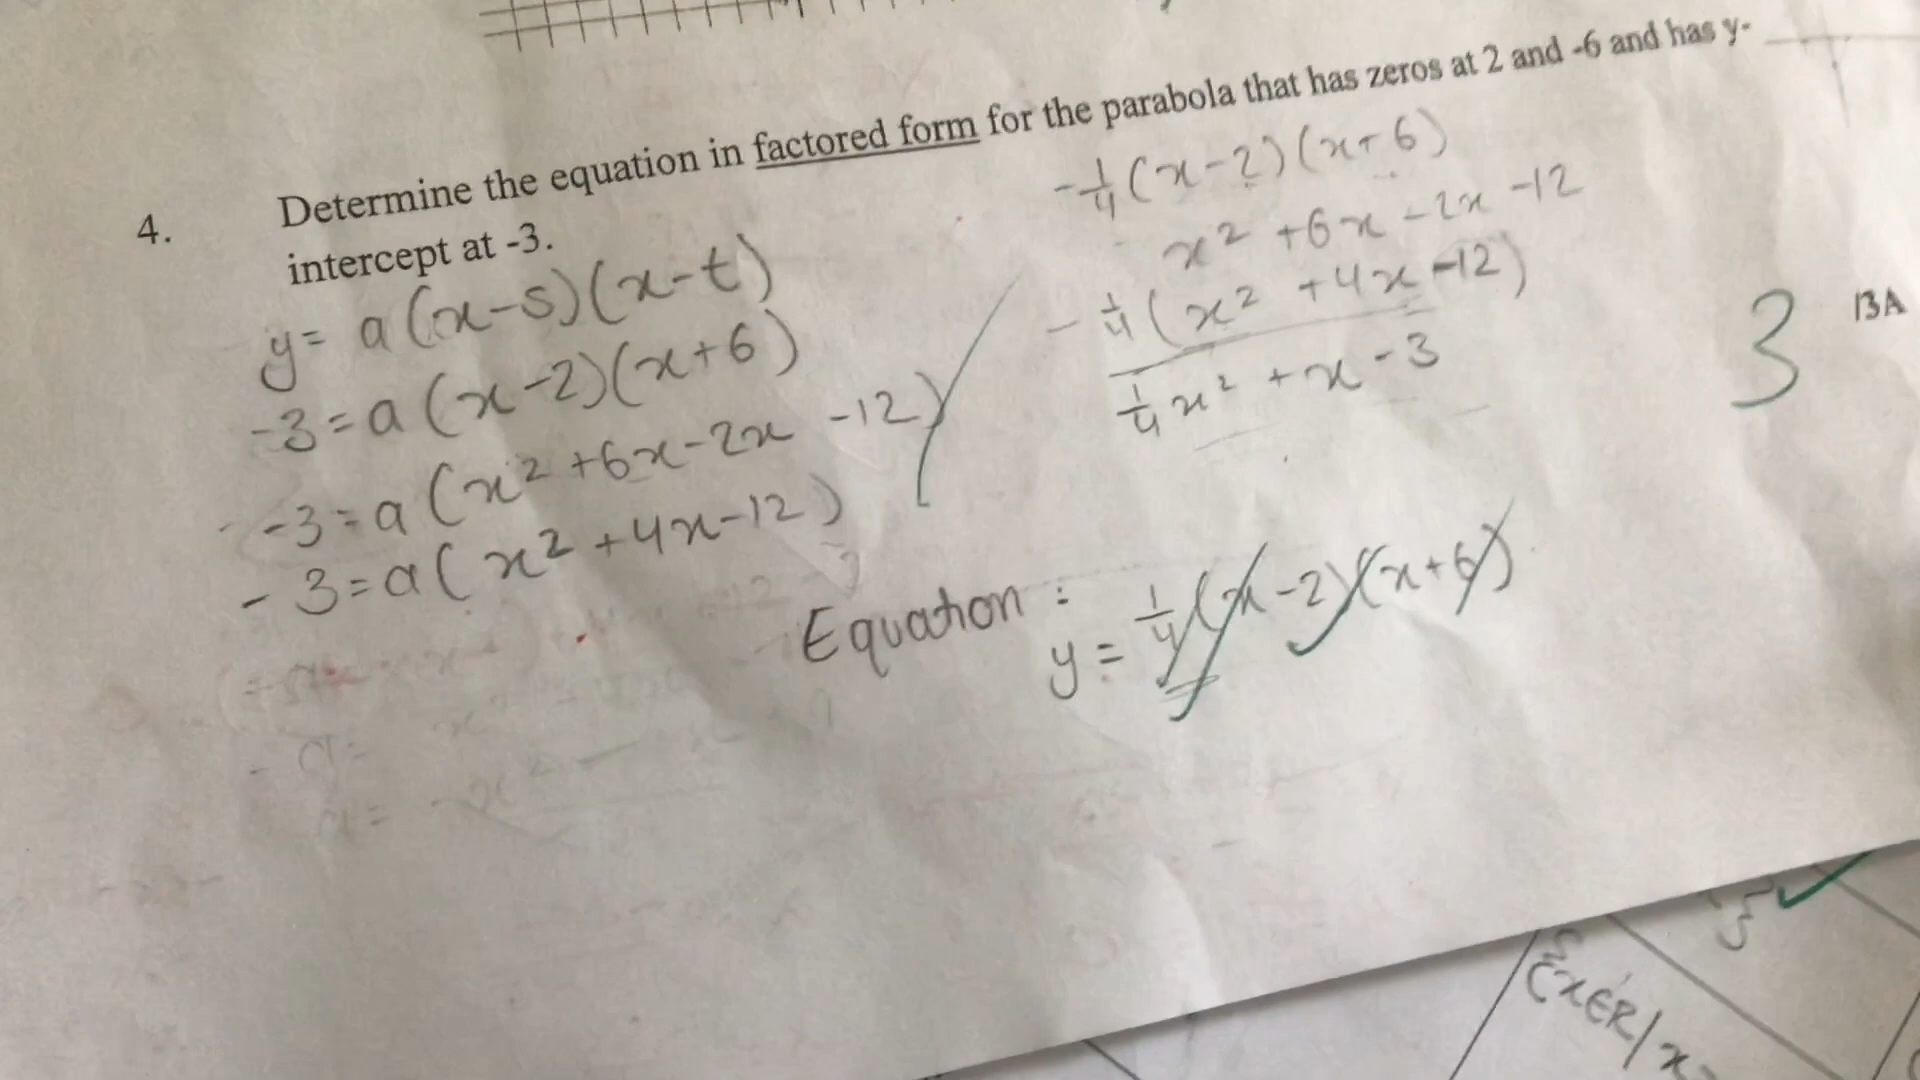 4. Determine the equation in factored form for the parabola that has zeros at 2 and -6 and has y-
intercept at -3.
y = a(x-s)(x-t)
-3=a(x-2)(x+6)
-3=a(x²+6x-2x -12)
-3=a(x²+4x-12)
-1/4(x-2)(x+6)
x²+6x-2x-12
-1/4(x²+4x-12)
1/4x²+x-3
3 13A
Equation :
y = 1/4(x-2)(x+6)